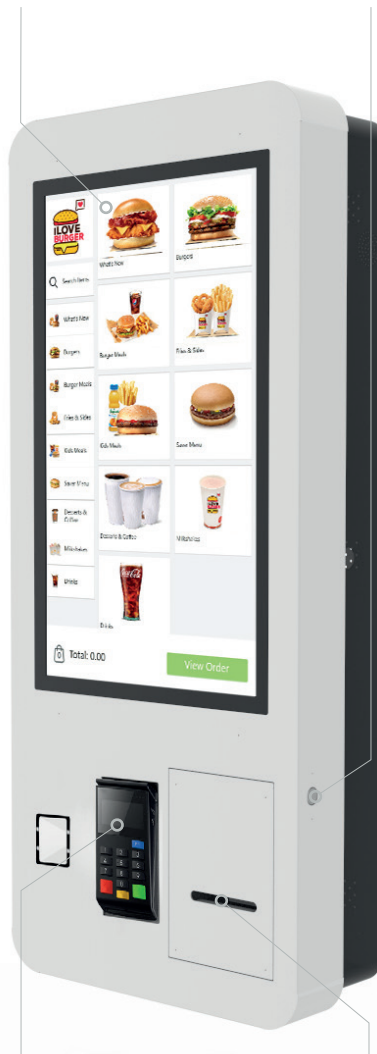 I LOVE
BURGER
Search Items
What's New
Burgers
Burger Meals
Fries & Sides
Kids Meals
Saver Menu
Desserts &
Coffee
Milkshakes
Drinks
What's New
Burgers
Burger Meals
Fries & Sides
Kids Meals
Saver Menu
Desserts & Coffee
Milkshakes
Drinks
0
Total: 0.00
View Order